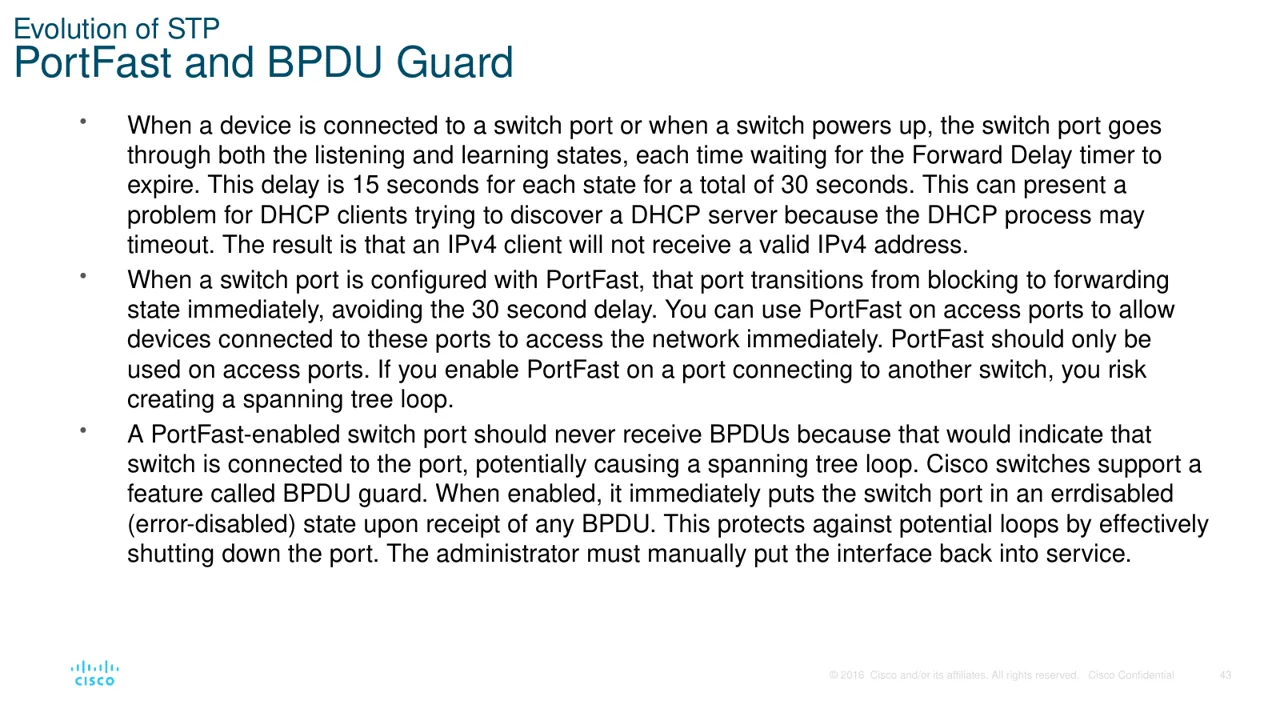 Evolution of STP
PortFast and BPDU Guard
• When a device is connected to a switch port or when a switch powers up, the switch port goes
through both the listening and learning states, each time waiting for the Forward Delay timer to
expire. This delay is 15 seconds for each state for a total of 30 seconds. This can present a
problem for DHCP clients trying to discover a DHCP server because the DHCP process may
timeout. The result is that an IPv4 client will not receive a valid IPv4 address.
• When a switch port is configured with PortFast, that port transitions from blocking to forwarding
state immediately, avoiding the 30 second delay. You can use PortFast on access ports to allow
devices connected to these ports to access the network immediately. PortFast should only be
used on access ports. If you enable PortFast on a port connecting to another switch, you risk
creating a spanning tree loop.
• A PortFast-enabled switch port should never receive BPDUs because that would indicate that
switch is connected to the port, potentially causing a spanning tree loop. Cisco switches support a
feature called BPDU guard. When enabled, it immediately puts the switch port in an errdisabled
(error-disabled) state upon receipt of any BPDU. This protects against potential loops by effectively
shutting down the port. The administrator must manually put the interface back into service.
CISCO
© 2016 Cisco and/or its affiliates. All rights reserved. Cisco Confidential 43